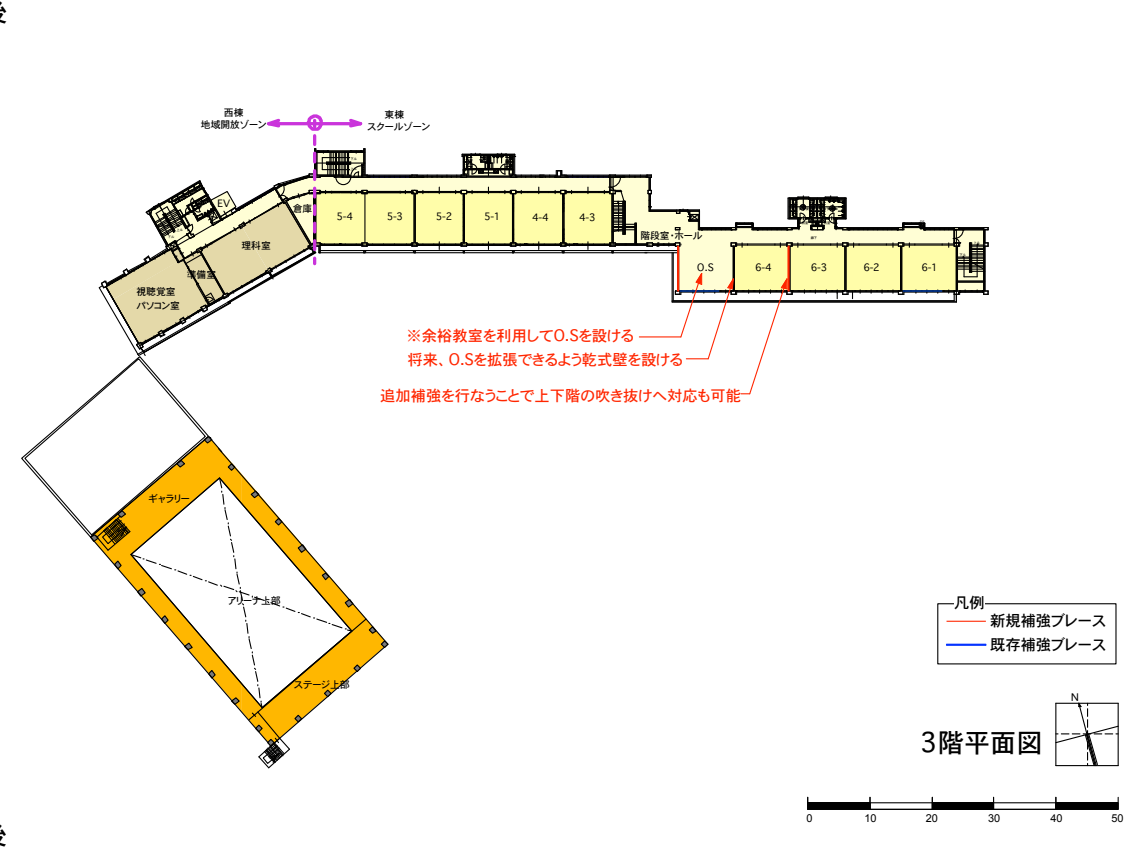 後
西棟
地域開放ゾーン
東棟
スクールゾーン
EV
倉庫
理科室
準備室
視聴覚室
パソコン室
5-4
5-3
5-2
5-1
4-4
4-3
階段室・ホール
O.S
6-4
6-3
6-2
6-1
※余裕教室を利用してO.Sを設ける
将来、O.Sを拡張できるよう乾式壁を設ける
追加補強を行なうことで上下階の吹き抜けへ対応も可能
ギャラリー
アリーナ上部
ステージ上部
凡例
新規補強ブレース
既存補強ブレース
N
3階平面図
0 10 20 30 40 50
後